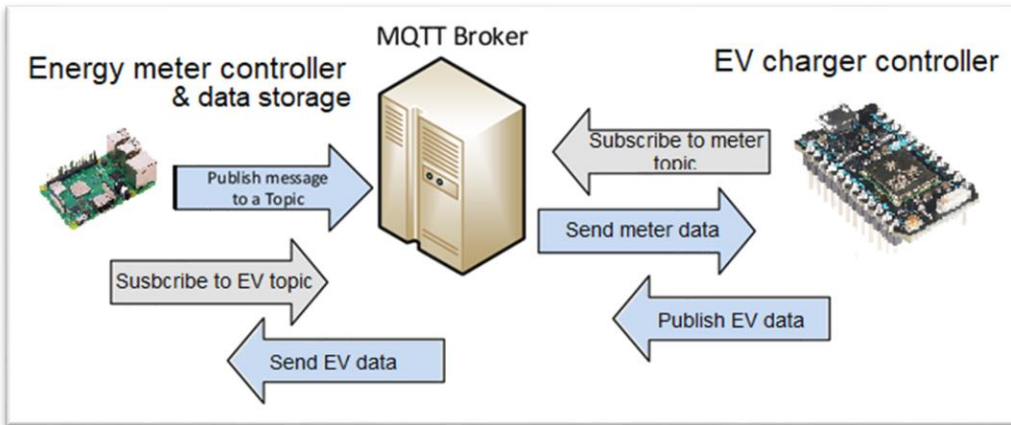 MQTT Broker
Energy meter controller
& data storage
EV charger controller
Publish message
to a Topic
Subscribe to meter
topic
Send meter data
Susbcribe to EV topic
Publish EV data
Send EV data